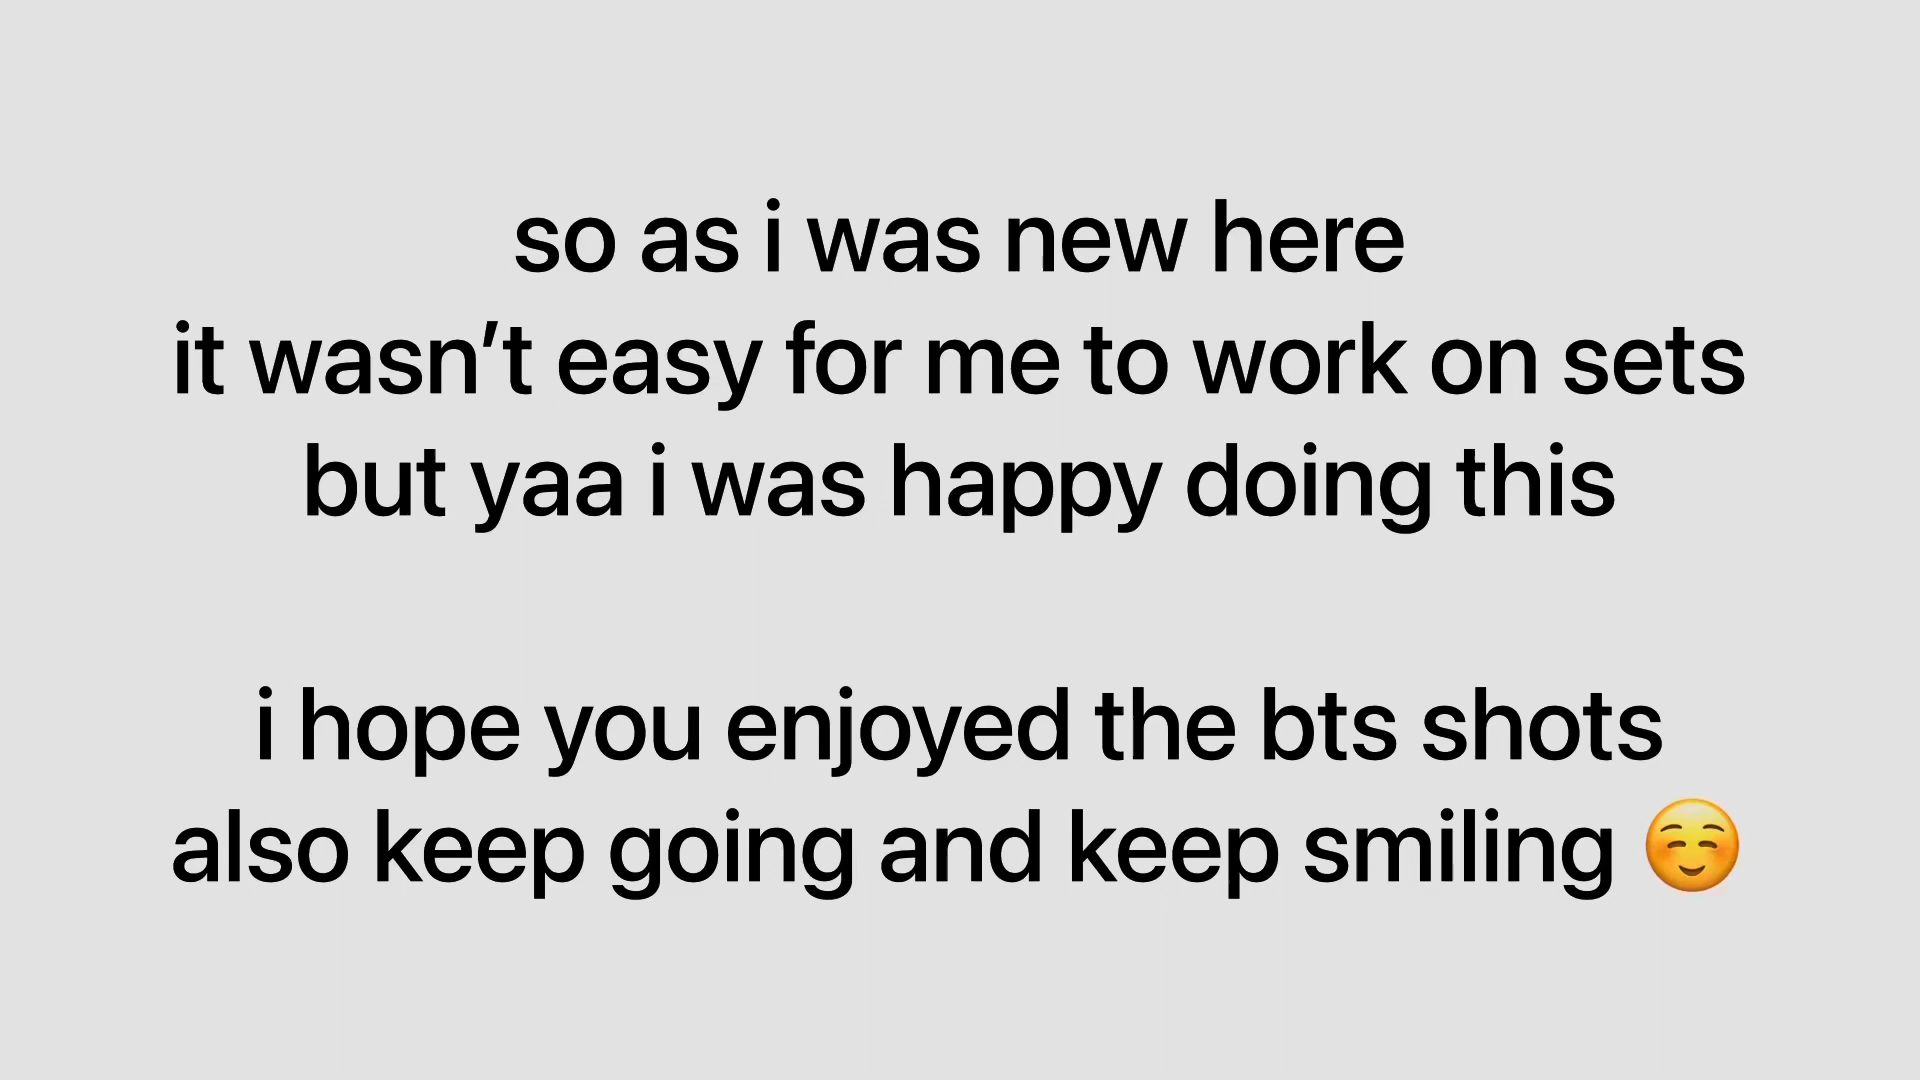 so as i was new here
it wasn’t easy for me to work on sets
but yaa i was happy doing this
i hope you enjoyed the bts shots
also keep going and keep smiling ☺️